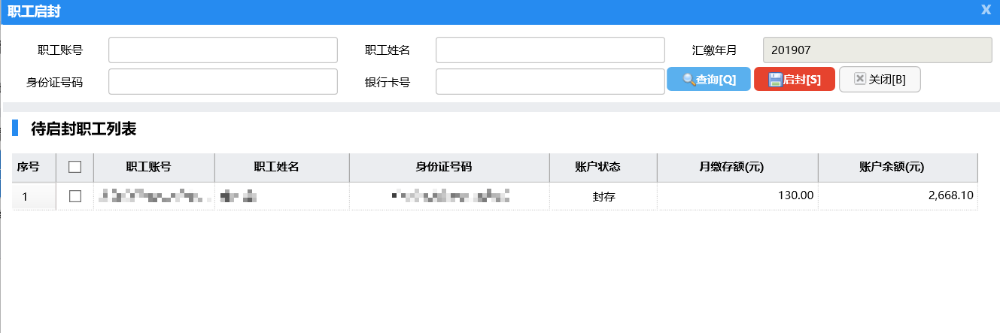 职工启封 X
职工账号 职工姓名 汇缴年月 201907
身份证号码 银行卡号 查询[Q] 启封[S] 关闭[B]
待启封职工列表
序号 职工账号 职工姓名 身份证号码 账户状态 月缴存额(元) 账户余额(元)
1 封存 130.00 2,668.10